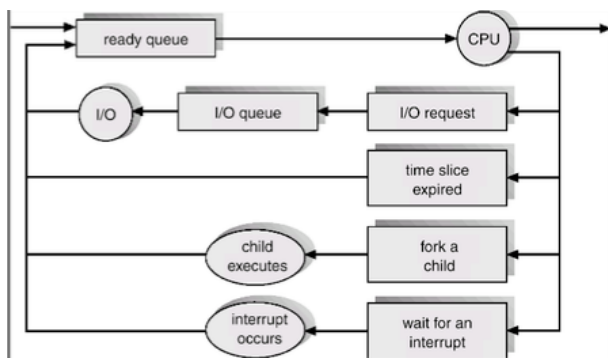 ready queue
CPU
I/O
I/O queue
I/O request
time slice
expired
child
executes
fork a
child
interrupt
occurs
wait for an
interrupt